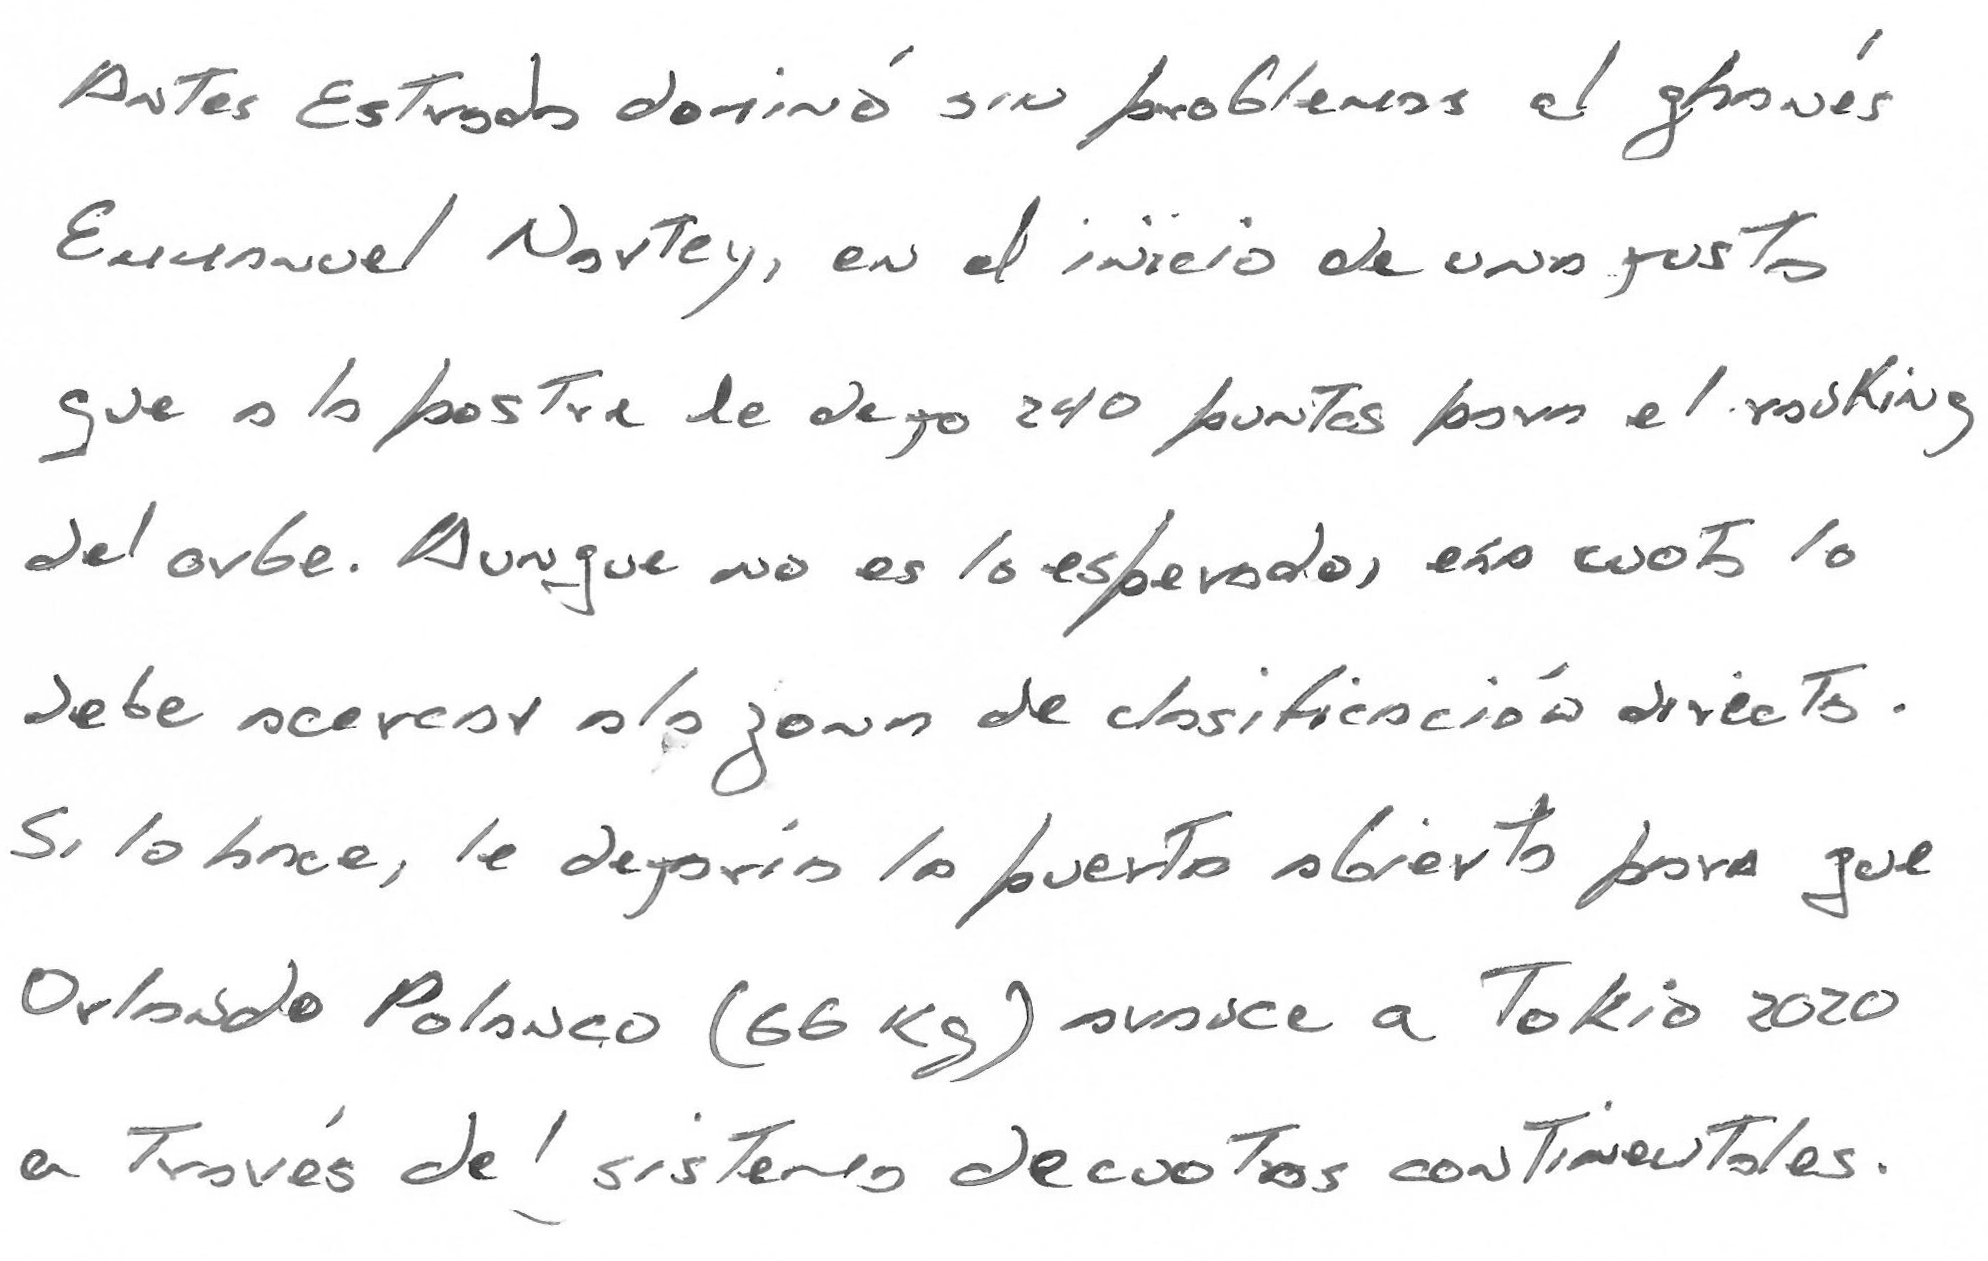 Antes Estrada dominó sin problemas al ghanés
Emmanuel Nartey, en el inicio de una justa
que a la postre le dejo 240 puntos para el ranking
del orbe. Aunque no es lo esperado, esa cuota lo
debe acercar a la zona de clasificación directa.
Si lo hace, le dejaría la puerta abierta para que
Orlando Polanco (66 Kg) avance a Tokio 2020
a través del sistema de cuotas continentales.